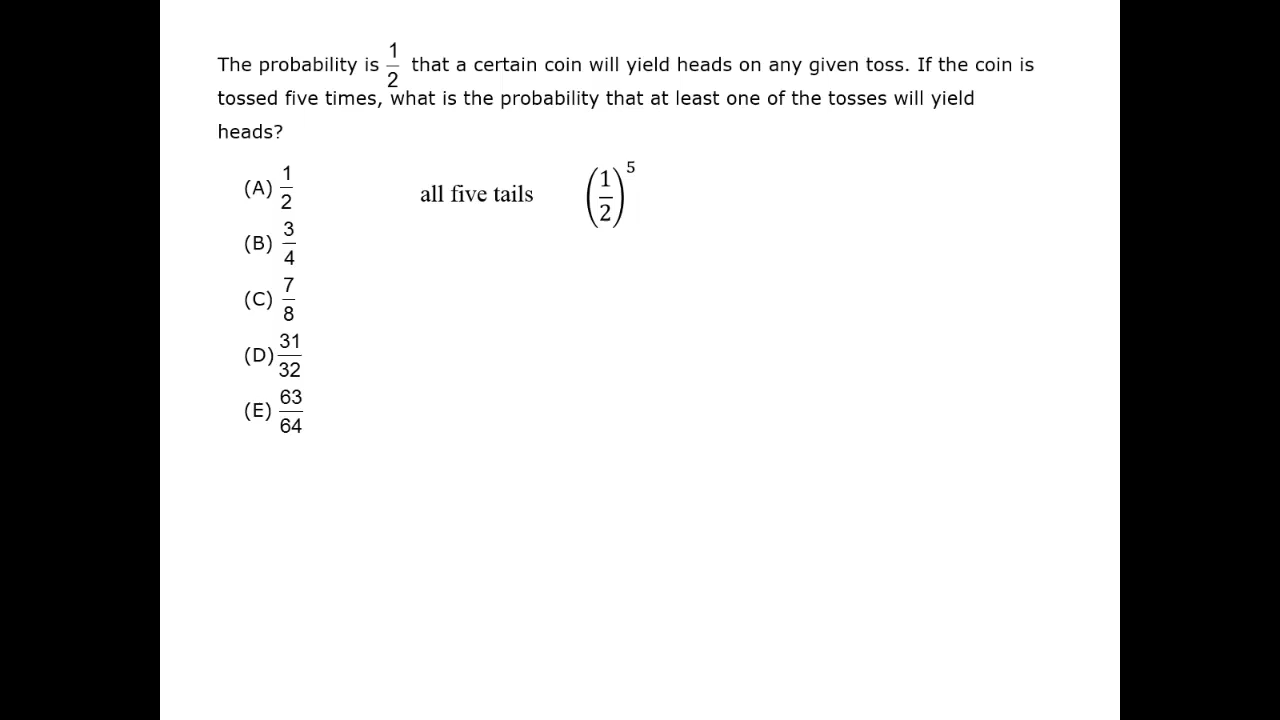 The probability is 1/2 that a certain coin will yield heads on any given toss. If the coin is
tossed five times, what is the probability that at least one of the tosses will yield
heads?
(A) 1/2
all five tails (1/2)^5
(B) 3/4
(C) 7/8
(D) 31/32
(E) 63/64